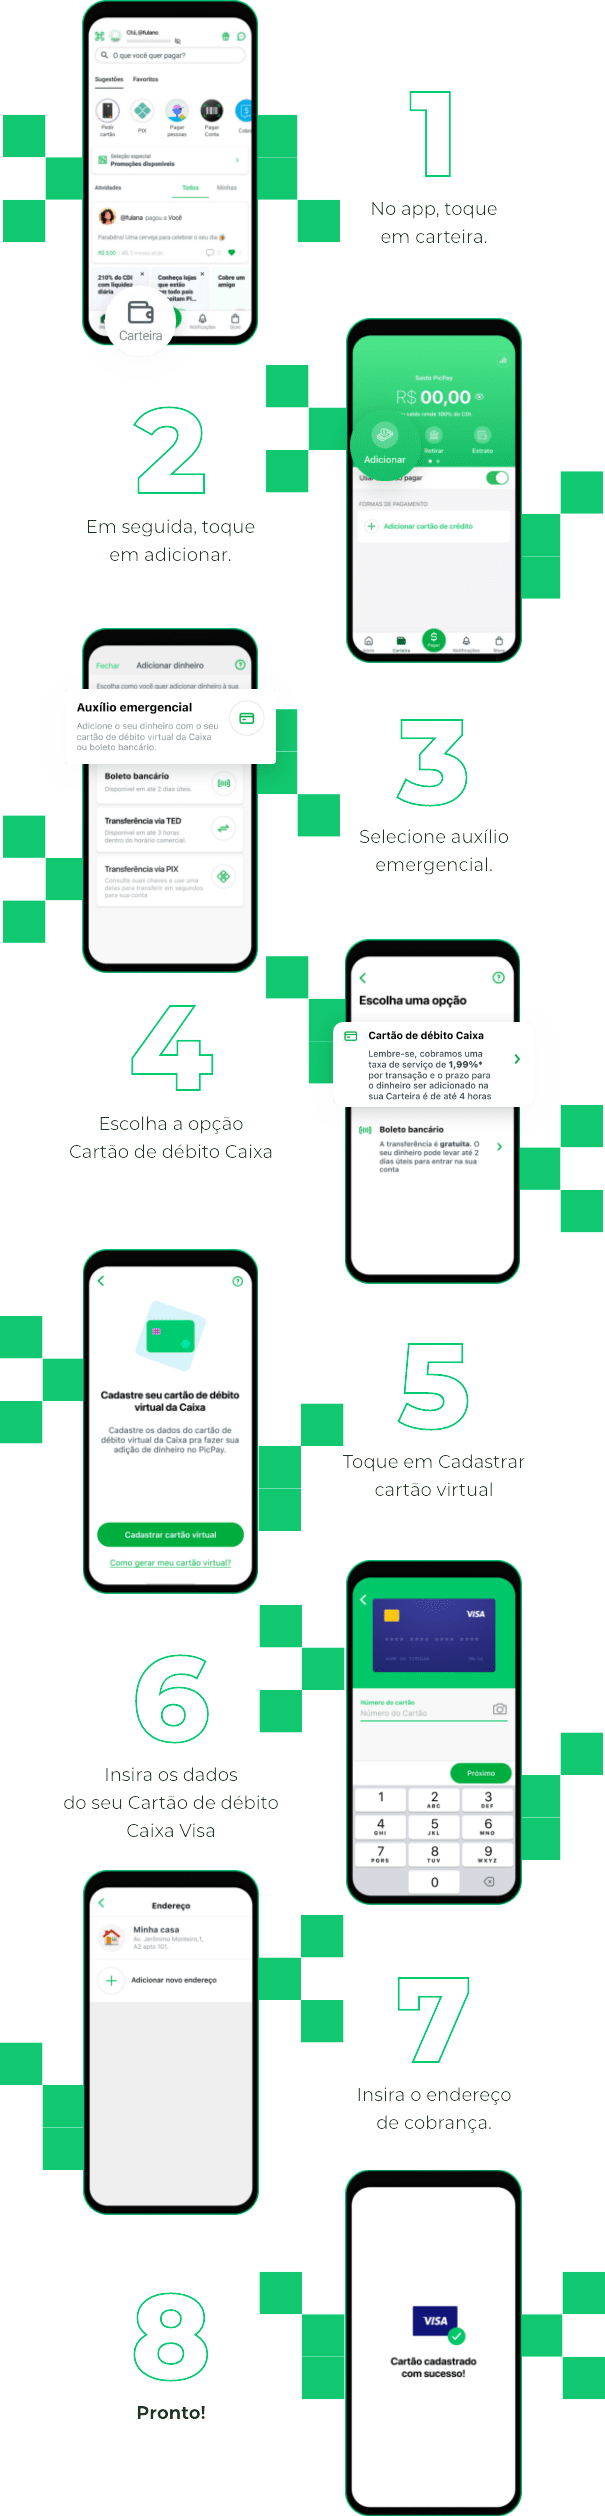 Olá, @fulano
O que você quer pagar?
Sugestões Favoritos
Pedir cartão
PIX
Pagar pessoas
Pagar Conta
Cobr
Seleção especial
Promoções disponíveis
Atividades Todos Minhas
@fulana pagou a Você
Parabéns! Uma cerveja para celebrar o seu dia
R$ 9,00
210% do CDI
com liquidez
diária
Conheça lojas
que estão
em todo país
eitam Pi...
Cobre um
amigo
Carteira
Notificações
Store
1
No app, toque
em carteira.
Saldo PicPay
R$ 00,00
saldo rende 100% do CDI
Adicionar
Retirar
Extrato
Usar
pagar
FORMAS DE PAGAMENTO
Adicionar cartão de crédito
Início Carteira $ Pagar Notificações Store
2
Em seguida, toque
em adicionar.
Fechar Adicionar dinheiro
Escolha como você quer adicionar dinheiro à sua
Auxílio emergencial
Adicione o seu dinheiro com o seu
cartão de débito virtual da Caixa
ou boleto bancário.
Boleto bancário
Disponível em até 2 dias úteis.
Transferência via TED
Disponível em até 3 horas
dentro do horário comercial.
Transferência via PIX
Consulte suas chaves e use uma
delas para transferir em segundos
para sua conta
3
Selecione auxílio
emergencial.
Escolha uma opção
Cartão de débito Caixa
Lembre-se, cobramos uma
taxa de serviço de 1,99%*
por transação e o prazo para
o dinheiro ser adicionado na
sua Carteira é de até 4 horas
Boleto bancário
A transferência é gratuita. O
seu dinheiro pode levar até 2
dias úteis para entrar na sua
conta
4
Escolha a opção
Cartão de débito Caixa
Cadastre seu cartão de débito
virtual da Caixa
Cadastre os dados do cartão de
débito virtual da Caixa pra fazer sua
adição de dinheiro no PicPay.
Cadastrar cartão virtual
Como gerar meu cartão virtual?
5
Toque em Cadastrar
cartão virtual
VISA
Número do cartão
Número do Cartão
Próximo
1 2 ABC 3 DEF
4 GHI 5 JKL 6 MNO
7 PQRS 8 TUV 9 WXYZ
0
6
Insira os dados
do seu Cartão de débito
Caixa Visa
Endereço
Minha casa
Av. Jerônimo Monteiro,1,
A2 apto 101.
Adicionar novo endereço
7
Insira o endereço
de cobrança.
VISA
Cartão cadastrado
com sucesso!
8
Pronto!